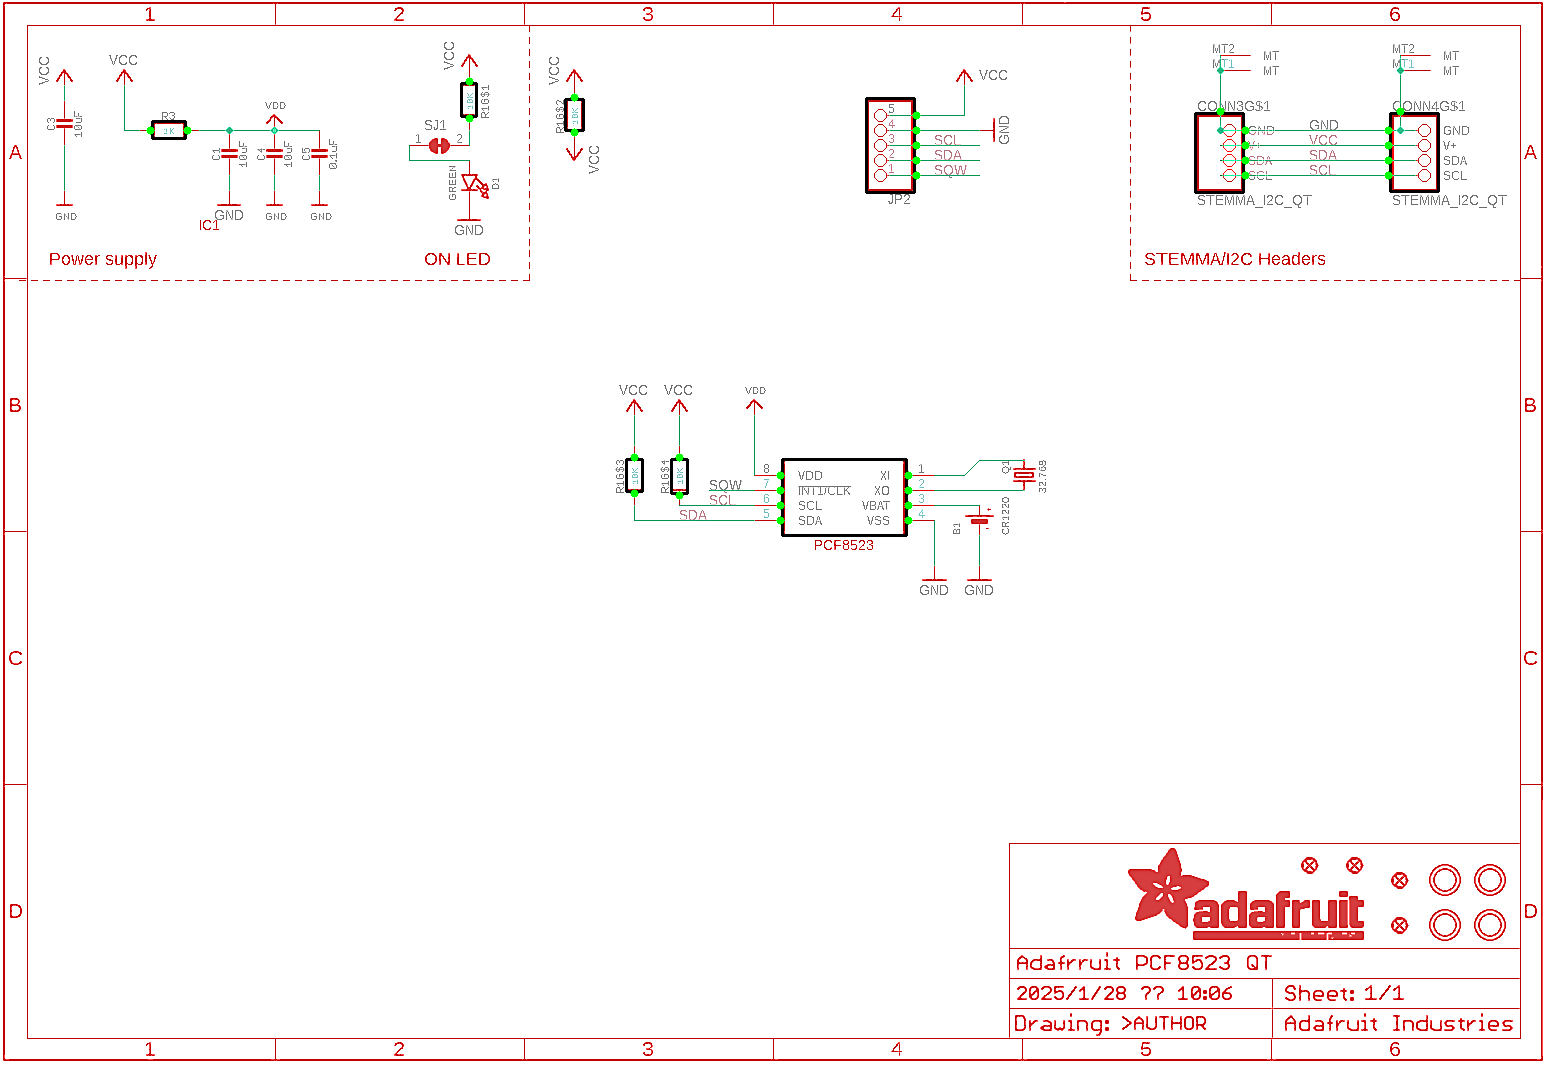 1 2 3 4 5 6
A
VCC
C3
10uF
GND
VCC
R3
1K
VDD
C1
10uF
C4
10uF
C5
0.1uF
GND
GND
GND
IC1
Power supply
VCC
10K
R1G$1
SJ1
1 2
GREEN
D1
GND
ON LED
VCC
R1G$2
10K
VCC
VCC
5
4
3
2
1
GND
SCL
SDA
SQW
JP2
MT2 MT
MT1 MT
CONN3G$1
GND
V+
SDA
SCL
STEMMA_I2C_QT
GND
VCC
SDA
SCL
MT2 MT
MT1 MT
CONN4G$1
GND
V+
SDA
SCL
STEMMA_I2C_QT
STEMMA/I2C Headers
A
B
VCC VCC VDD
R1G$3
10K
R1G$4
10K
SQW
SCL
SDA
8 VDD XI 1
7 INT1/CLK XO 2
6 SCL VBAT 3
5 SDA VSS 4
PCF8523
Q1
32.768
B1
+
-
CR1220
GND GND
B
C
C
D
D
adafruit
Adafrruit PCF8523 QT
2025/1/28 ?? 10:06 Sheet: 1/1
Drawing: >AUTHOR Adafruit Industries
1 2 3 4 5 6